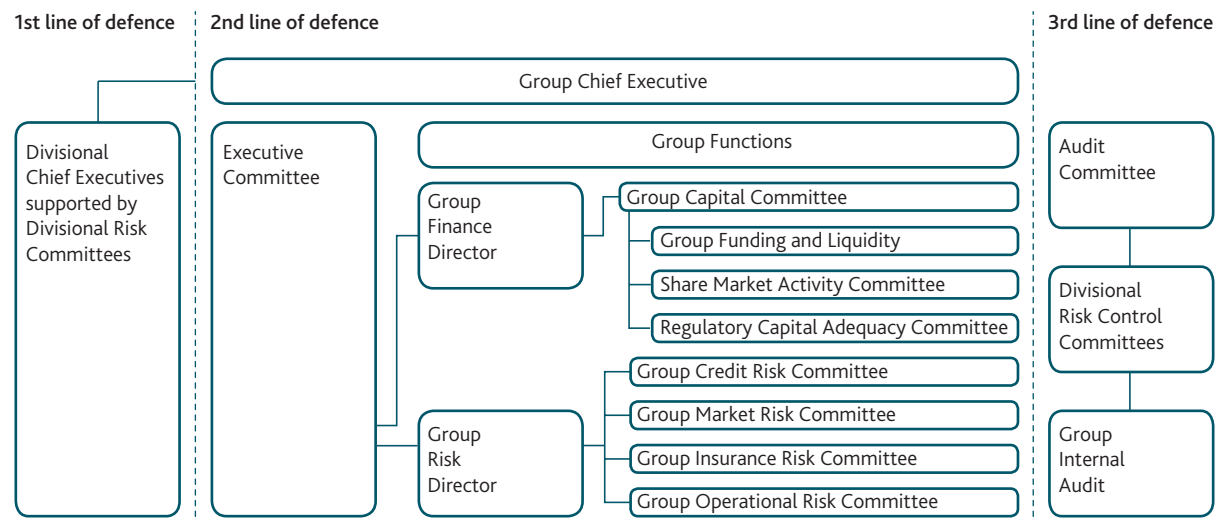 1st line of defence
2nd line of defence
3rd line of defence
Group Chief Executive
Divisional
Chief Executives
supported by
Divisional Risk
Committees
Executive
Committee
Group Functions
Group
Finance
Director
Group Capital Committee
Group Funding and Liquidity
Share Market Activity Committee
Regulatory Capital Adequacy Committee
Group
Risk
Director
Group Credit Risk Committee
Group Market Risk Committee
Group Insurance Risk Committee
Group Operational Risk Committee
Audit
Committee
Divisional
Risk Control
Committees
Group
Internal
Audit